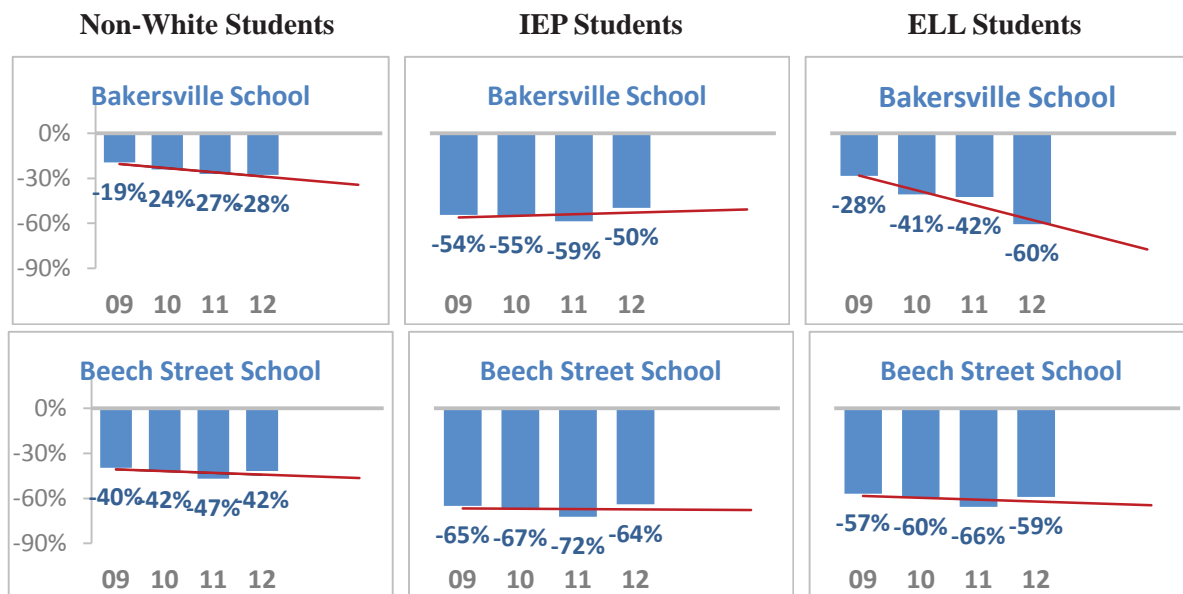 Non-White Students IEP Students ELL Students
Bakersville School Bakersville School Bakersville School
0%
-30%
-60%
-90%
-19% -24% -27% -28%
-54% -55% -59% -50%
-28% -41% -42% -60%
09 10 11 12 09 10 11 12 09 10 11 12
Beech Street School Beech Street School Beech Street School
0%
-30%
-60%
-90%
-40% -42% -47% -42%
-65% -67% -72% -64%
-57% -60% -66% -59%
09 10 11 12 09 10 11 12 09 10 11 12